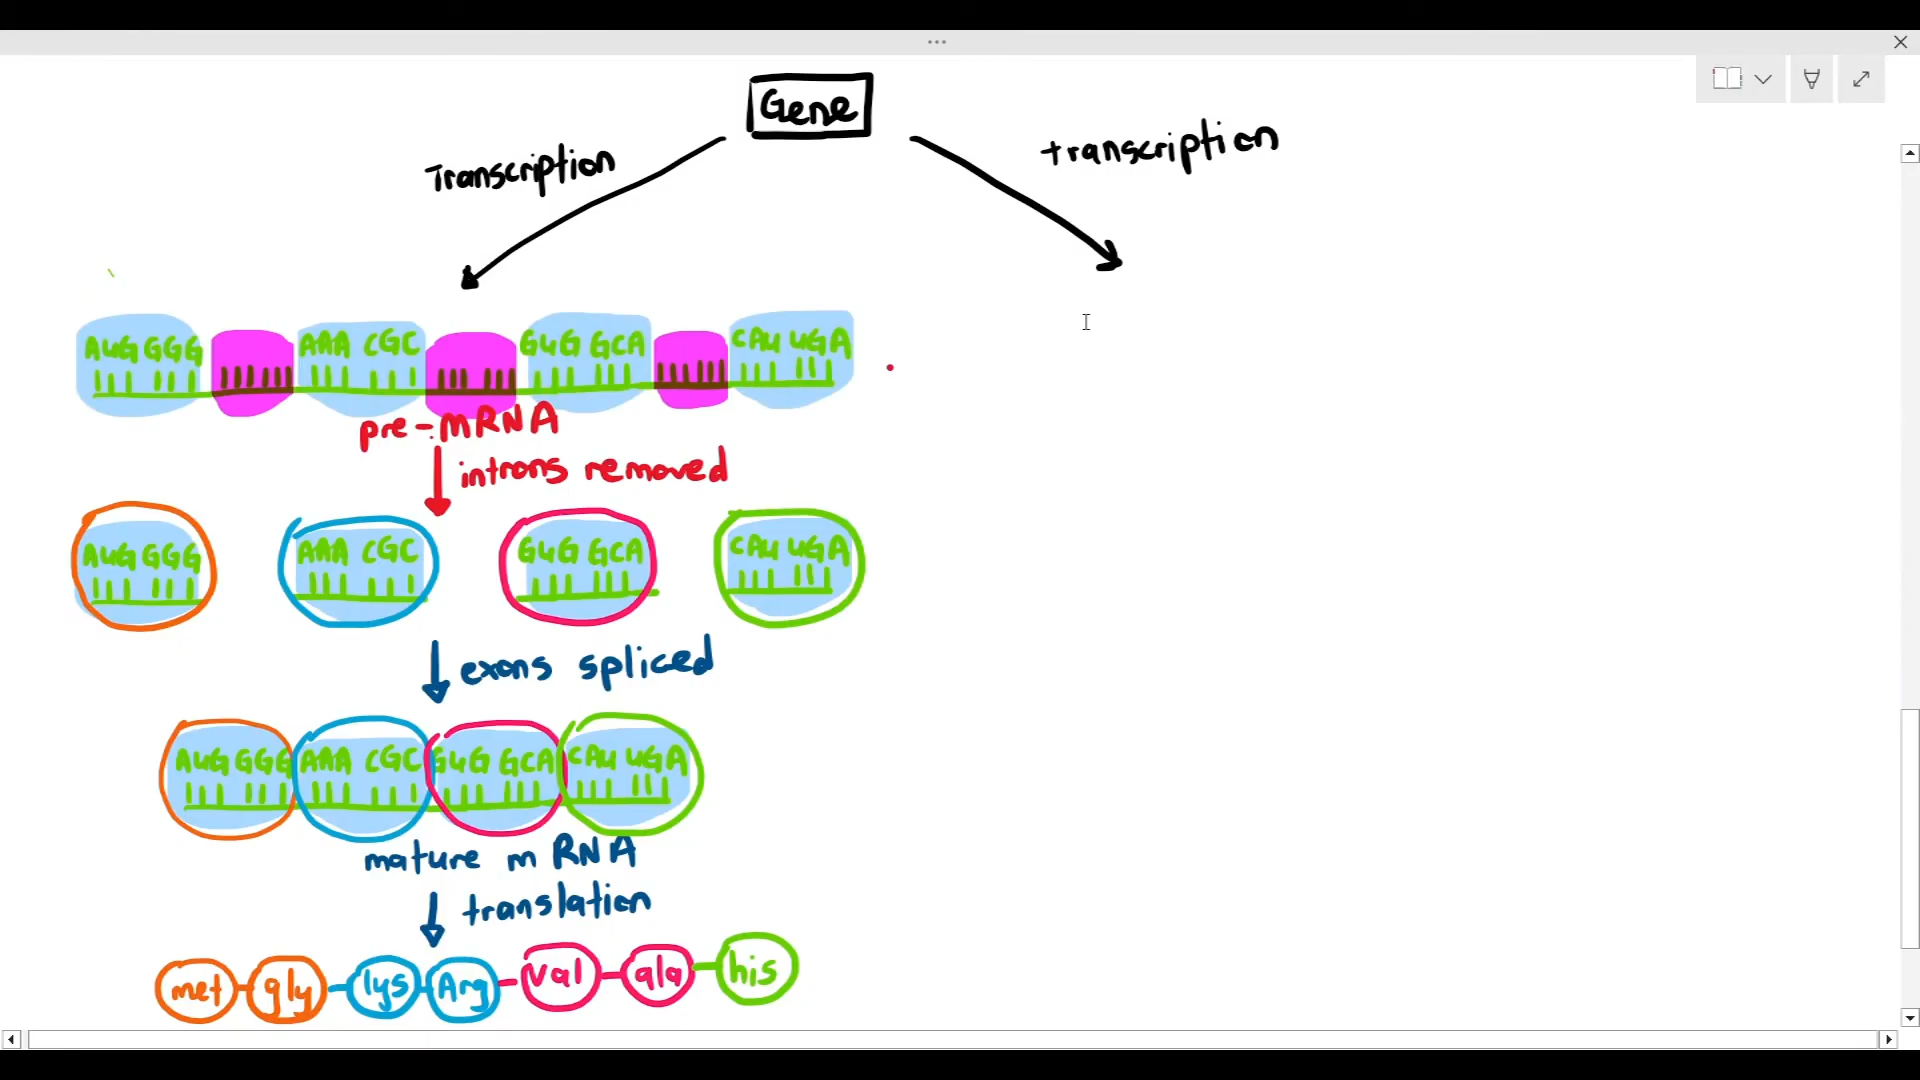 Gene
Transcription
transcription
AUG GGG AAA CGC GUG GCA CAU UGA
pre-mRNA
introns removed
AUG GGG AAA CGC GUG GCA CAU UGA
exons spliced
AUG GGG AAA CGC GUG GCA CAU UGA
mature mRNA
translation
met gly lys Arg val ala his